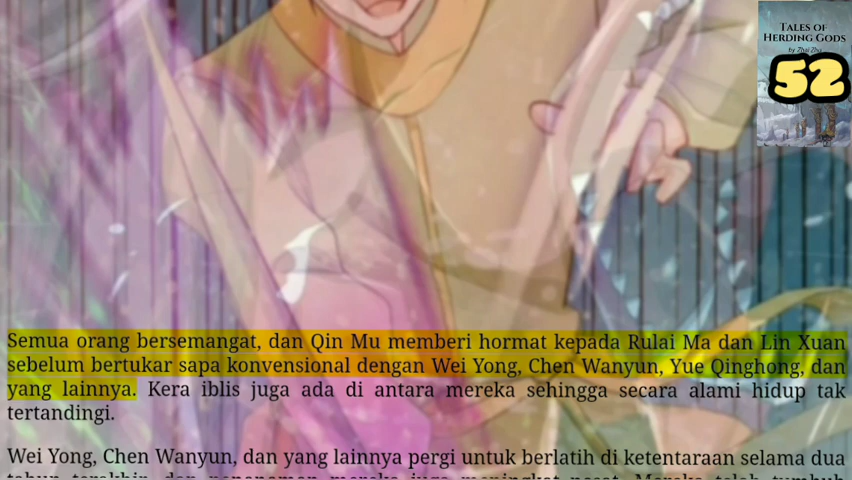 TALES OF
HERDING GODS
by Zhai Zhu
52
Semua orang bersemangat, dan Qin Mu memberi hormat kepada Rulai Ma dan Lin Xuan
sebelum bertukar sapa konvensional dengan Wei Yong, Chen Wanyun, Yue Qinghong, dan
yang lainnya. Kera iblis juga ada di antara mereka sehingga secara alami hidup tak
tertandingi.
Wei Yong, Chen Wanyun, dan yang lainnya pergi untuk berlatih di ketentaraan selama dua